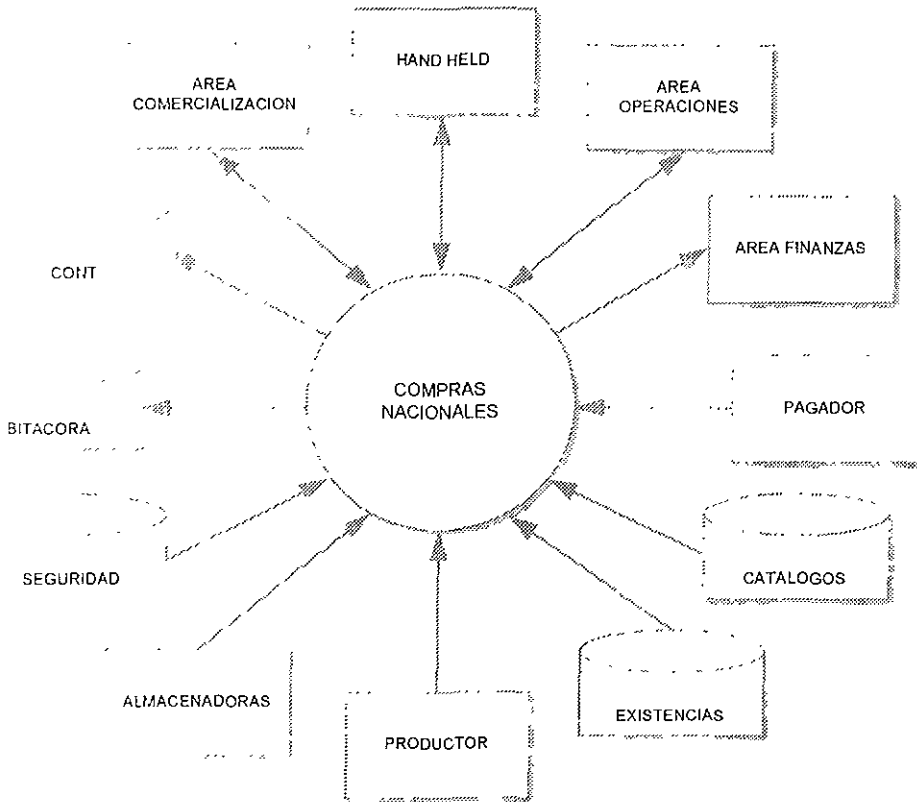 HAND HELD
AREA
COMERCIALIZACION
AREA
OPERACIONES
AREA FINANZAS
CONT
COMPRAS
NACIONALES
PAGADOR
BITACORA
SEGURIDAD
CATALOGOS
ALMACENADORAS
EXISTENCIAS
PRODUCTOR